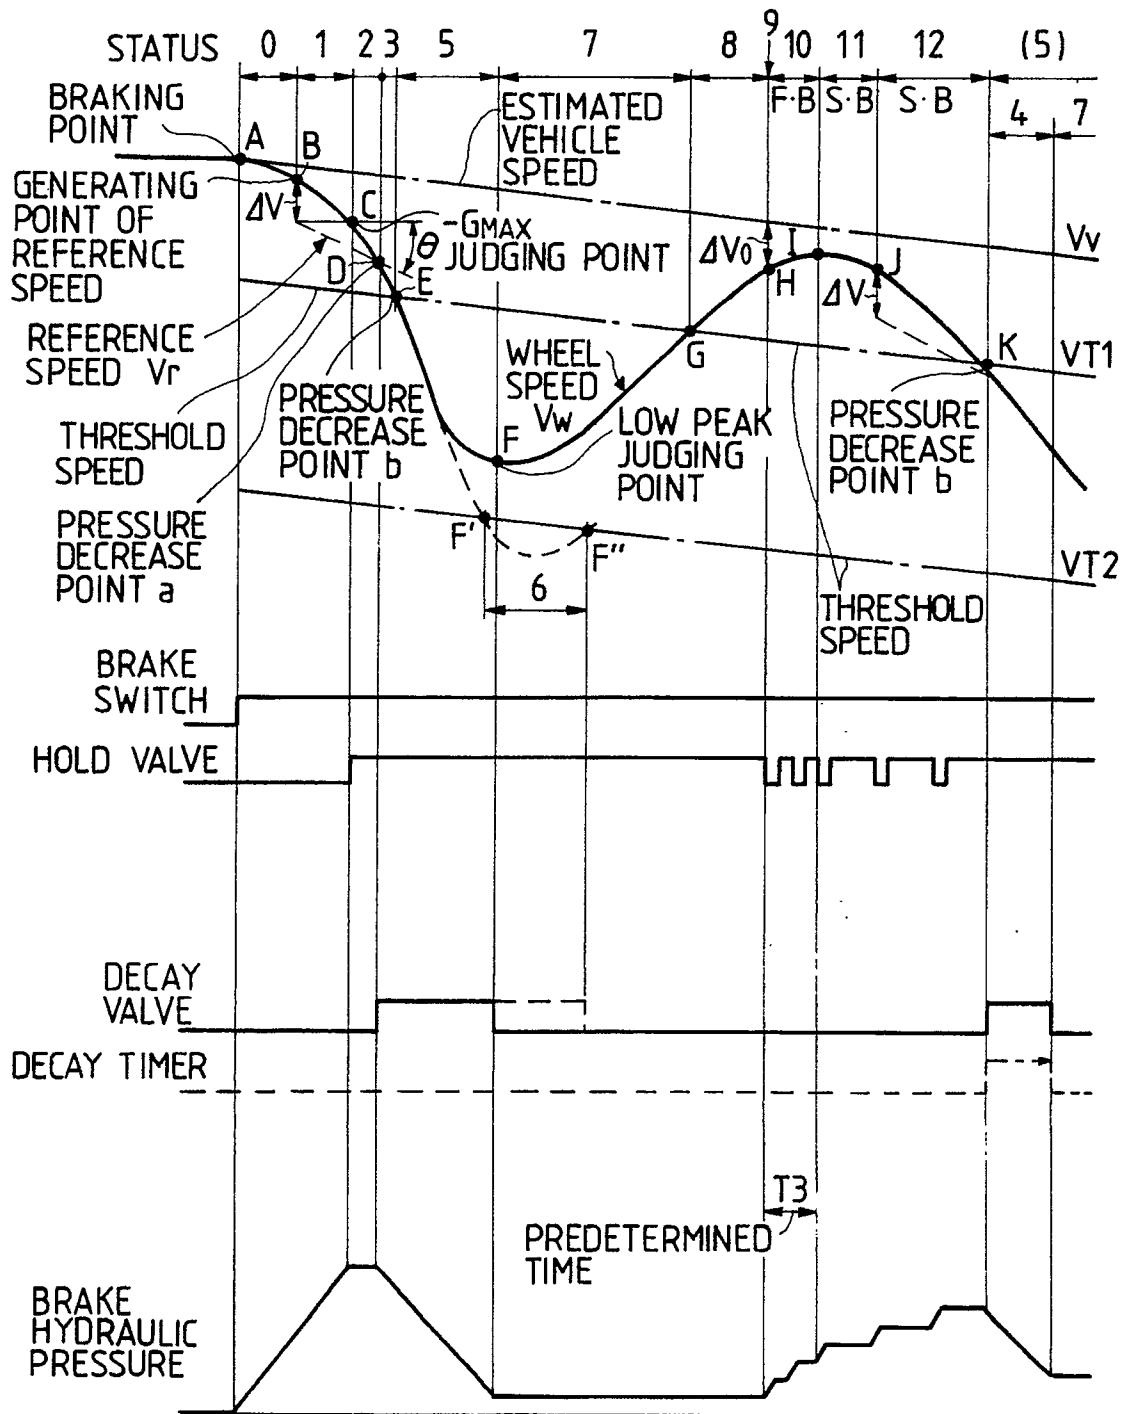 STATUS 0 1 2 3 5 7 8 9 10 11 12 (5)
F·B S·B S·B 4 7
BRAKING
POINT
ESTIMATED
VEHICLE
SPEED
A
B
GENERATING
POINT OF
REFERENCE
SPEED
ΔV
C
θ
-GMAX
JUDGING POINT
D
E
ΔV0
I
H
J
ΔV
Vv
REFERENCE
SPEED Vr
THRESHOLD
SPEED
PRESSURE
DECREASE
POINT b
WHEEL
SPEED
Vw
G
K
VT1
F
LOW PEAK
JUDGING
POINT
PRESSURE
DECREASE
POINT b
PRESSURE
DECREASE
POINT a
F'
F"
6
VT2
THRESHOLD
SPEED
BRAKE
SWITCH
HOLD VALVE
DECAY
VALVE
DECAY TIMER
T3
PREDETERMINED
TIME
BRAKE
HYDRAULIC
PRESSURE